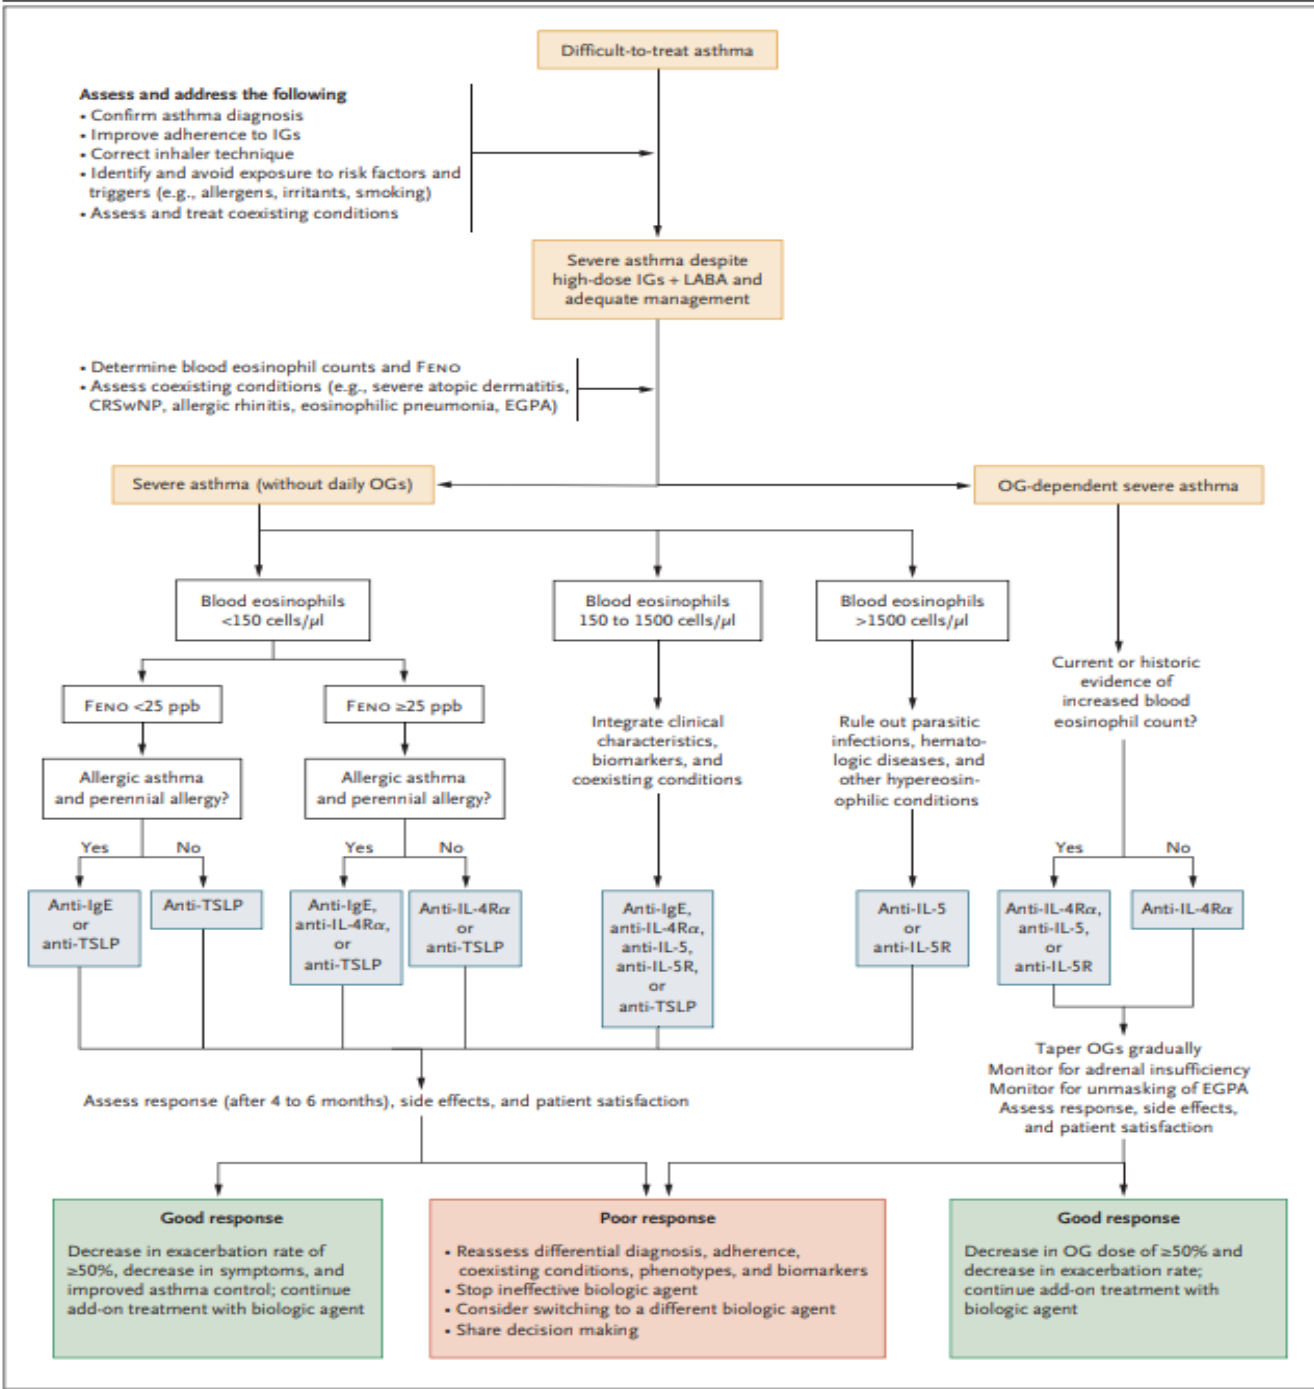 Difficult-to-treat asthma
Assess and address the following
• Confirm asthma diagnosis
• Improve adherence to IGs
• Correct inhaler technique
• Identify and avoid exposure to risk factors and
triggers (e.g., allergens, irritants, smoking)
• Assess and treat coexisting conditions
Severe asthma despite
high-dose IGs + LABA and
adequate management
• Determine blood eosinophil counts and FENO
• Assess coexisting conditions (e.g., severe atopic dermatitis,
CRSwNP, allergic rhinitis, eosinophilic pneumonia, EGPA)
Severe asthma (without daily OGs)
OG-dependent severe asthma
Blood eosinophils
<150 cells/μl
Blood eosinophils
150 to 1500 cells/μl
Blood eosinophils
>1500 cells/μl
FENO <25 ppb
FENO ≥25 ppb
Integrate clinical
characteristics,
biomarkers, and
coexisting conditions
Rule out parasitic
infections, hemato-
logic diseases, and
other hypereosin-
ophilic conditions
Current or historic
evidence of
increased blood
eosinophil count?
Allergic asthma
and perennial allergy?
Allergic asthma
and perennial allergy?
Yes
No
Yes
No
Yes
No
Anti-IgE
or
anti-TSLP
Anti-TSLP
Anti-IgE,
anti-IL-4Rα,
or
anti-TSLP
Anti-IL-4Rα
or
anti-TSLP
Anti-IgE,
anti-IL-4Rα,
anti-IL-5,
anti-IL-5R,
or
anti-TSLP
Anti-IL-5
or
anti-IL-5R
Anti-IL-4Rα,
anti-IL-5,
or
anti-IL-5R
Anti-IL-4Rα
Assess response (after 4 to 6 months), side effects, and patient satisfaction
Taper OGs gradually
Monitor for adrenal insufficiency
Monitor for unmasking of EGPA
Assess response, side effects,
and patient satisfaction
Good response
Decrease in exacerbation rate of
≥50%, decrease in symptoms, and
improved asthma control; continue
add-on treatment with biologic agent
Poor response
• Reassess differential diagnosis, adherence,
coexisting conditions, phenotypes, and biomarkers
• Stop ineffective biologic agent
• Consider switching to a different biologic agent
• Share decision making
Good response
Decrease in OG dose of ≥50% and
decrease in exacerbation rate;
continue add-on treatment with
biologic agent